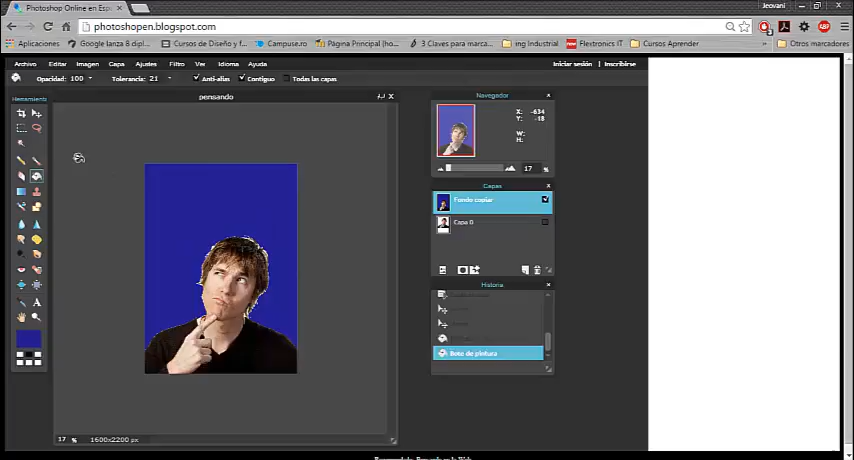 Jeovani
Photoshop Online en Esp
photoshopen.blogspot.com
Aplicaciones Google lanza 8 dipl... Cursos de Diseño y f... Campuse.ro Página Principal (ho... 3 Claves para marca... ing Industrial Flextronics IT Cursos Aprender » Otros marcadores
Archivo Editar Imagen Capa Ajustes Filtro Ver Idioma Ayuda Iniciar sesión Inscribirse
Opacidad: 100 Tolerancia: 21 Anti-alias Contiguo Todas las capas
Herramientas
pensando
Navegador
X: -634
Y: -18
W:
H:
17 %
Capas
Fondo copiar
Capa 0
Historia
Bote de pintura
17 % 1600x2200 px